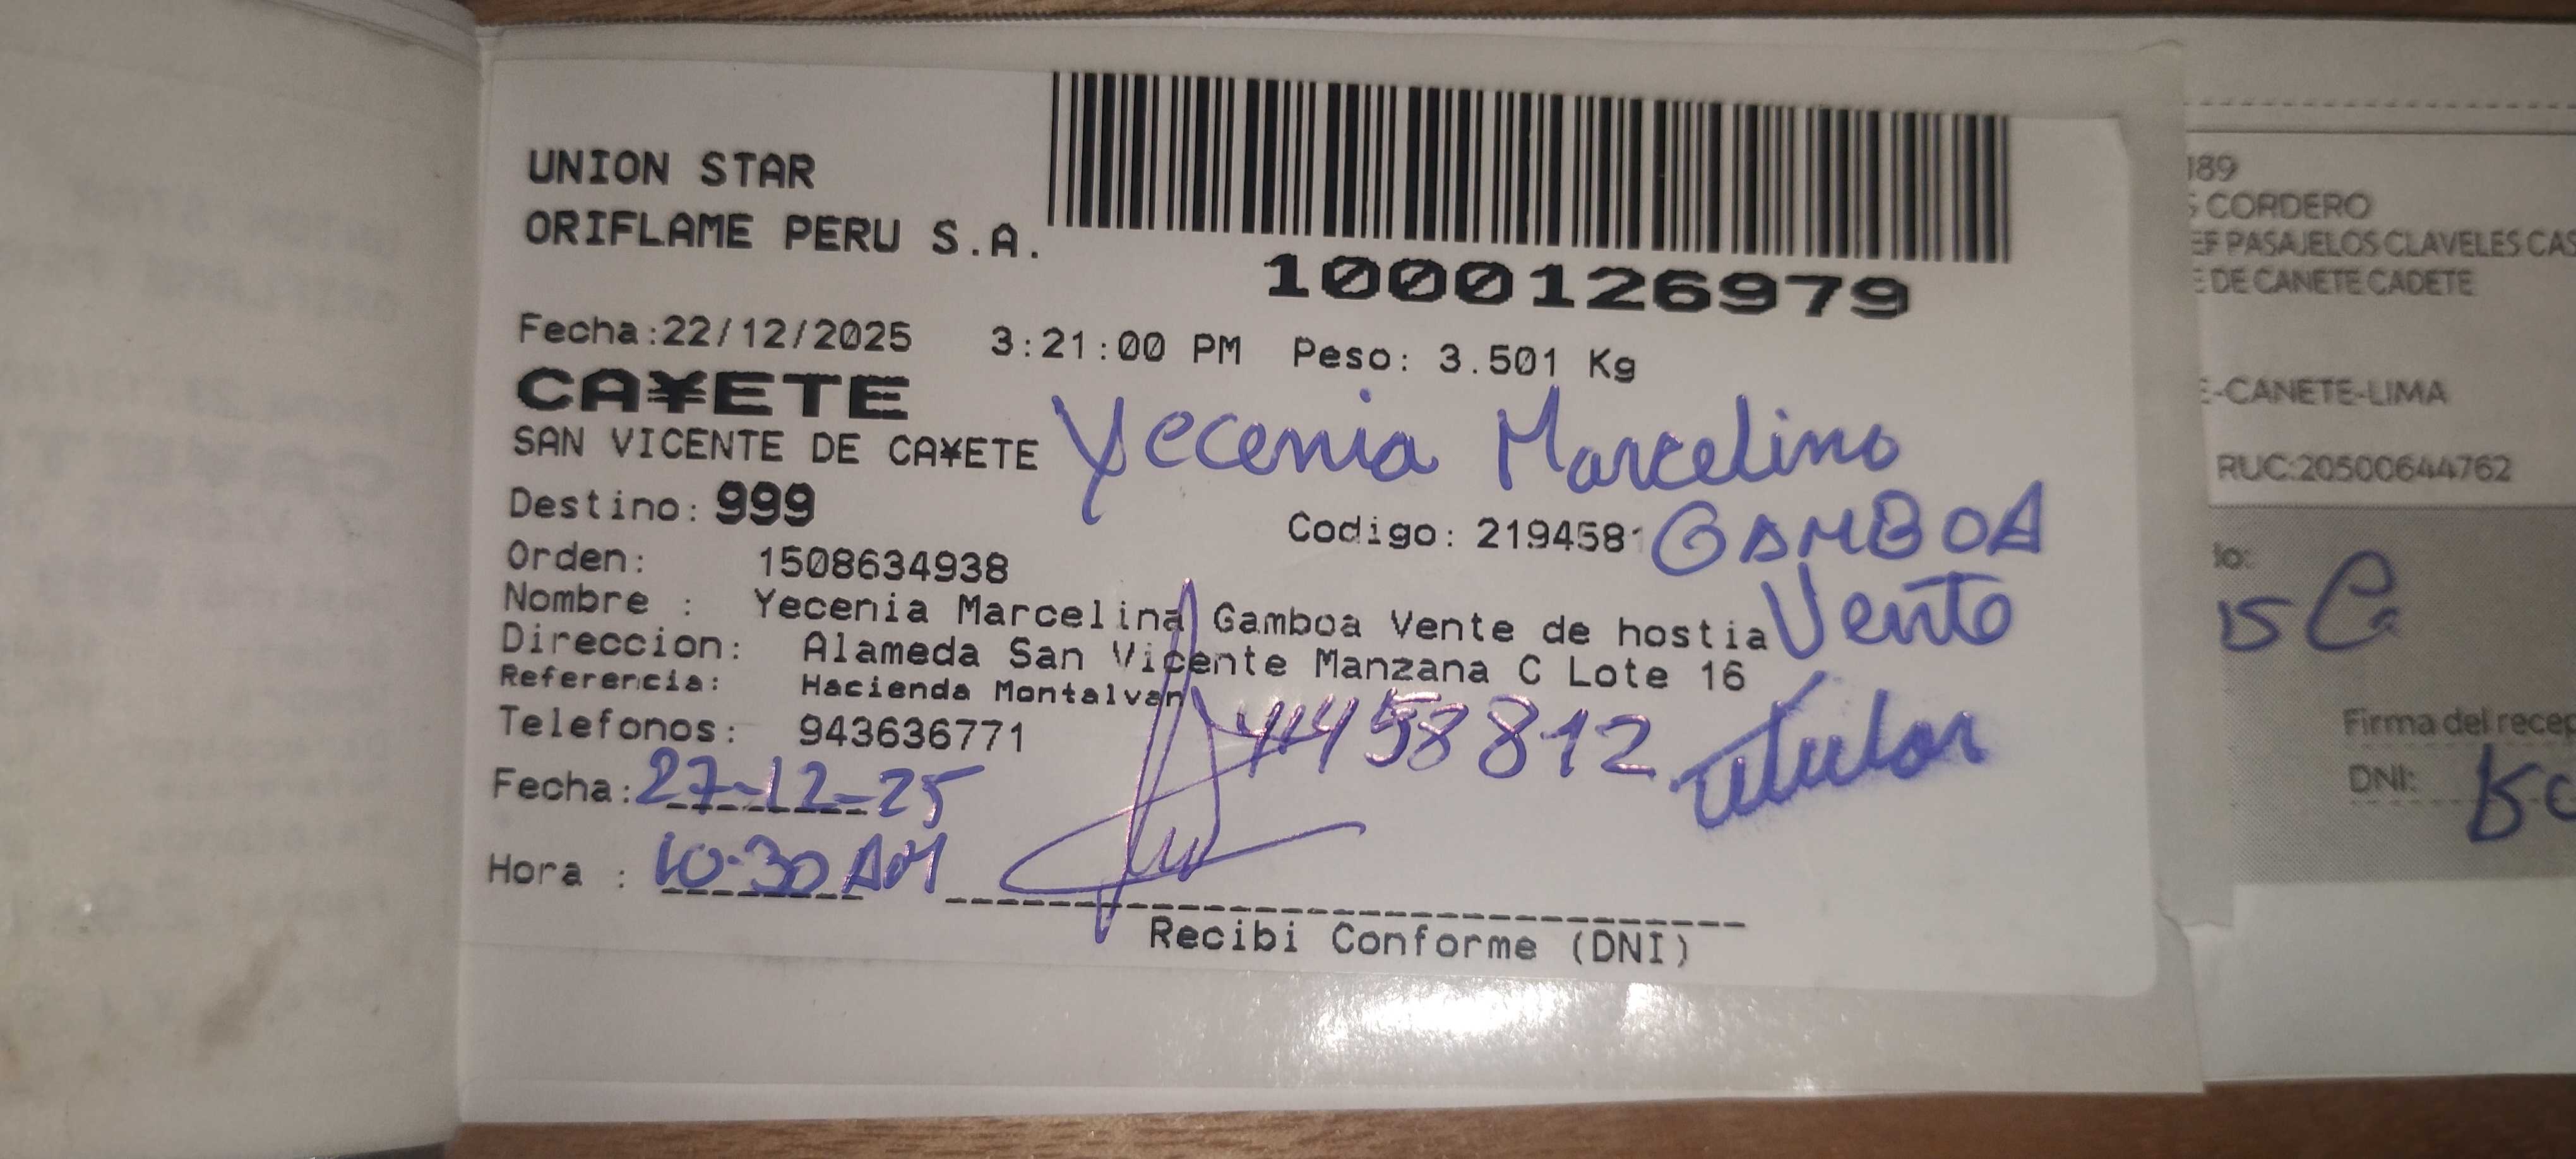 UNION STAR
ORIFLAME PERU S.A.
1000126979
Fecha:22/12/2025 3:21:00 PM Peso: 3.501 Kg
CA¥ETE
SAN VICENTE DE CA¥ETE
Yecenia Marcelino
Destino: 999
Codigo: 219458
GAMBOA
Orden: 1508634938
Nombre : Yecenia Marcelina Gamboa Vente de hostia
Vento
Direccion: Alameda San Vicente Manzana C Lote 16
Referencia: Hacienda Montalvan
Telefonos: 943636771
41458812 titular
Fecha: 27-12-25
Hora : 10:30 AM
Recibi Conforme (DNI)
189
CORDERO
EF PASAJELOS CLAVELES CAS
DE CANETE CADETE
E-CANETE-LIMA
RUC:20500644762
Firma del recep
DNI: